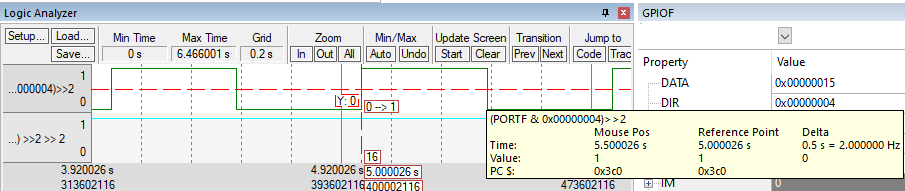 Logic Analyzer
GPIOF
Setup... Load... Min Time Max Time Grid Zoom Min/Max Update Screen Transition Jump to
Save... 0 s 6.466001 s 0.2 s In Out All Auto Undo Start Clear Prev Next Code Trac
Property Value
DATA 0x00000015
DIR 0x00000004
1
...000004)>>2
0
Y: 0
0 --> 1
1
...) >>2 >> 2
0
16
(PORTF & 0x00000004)>>2
Mouse Pos Reference Point Delta
Time: 5.500026 s 5.000026 s 0.5 s = 2.000000 Hz
Value: 1 1 0
PC $: 0x3c0 0x3c0
3.920026 s 4.920026 s 5.000026 s
313602116 393602116 400002116 473602116
IM 0